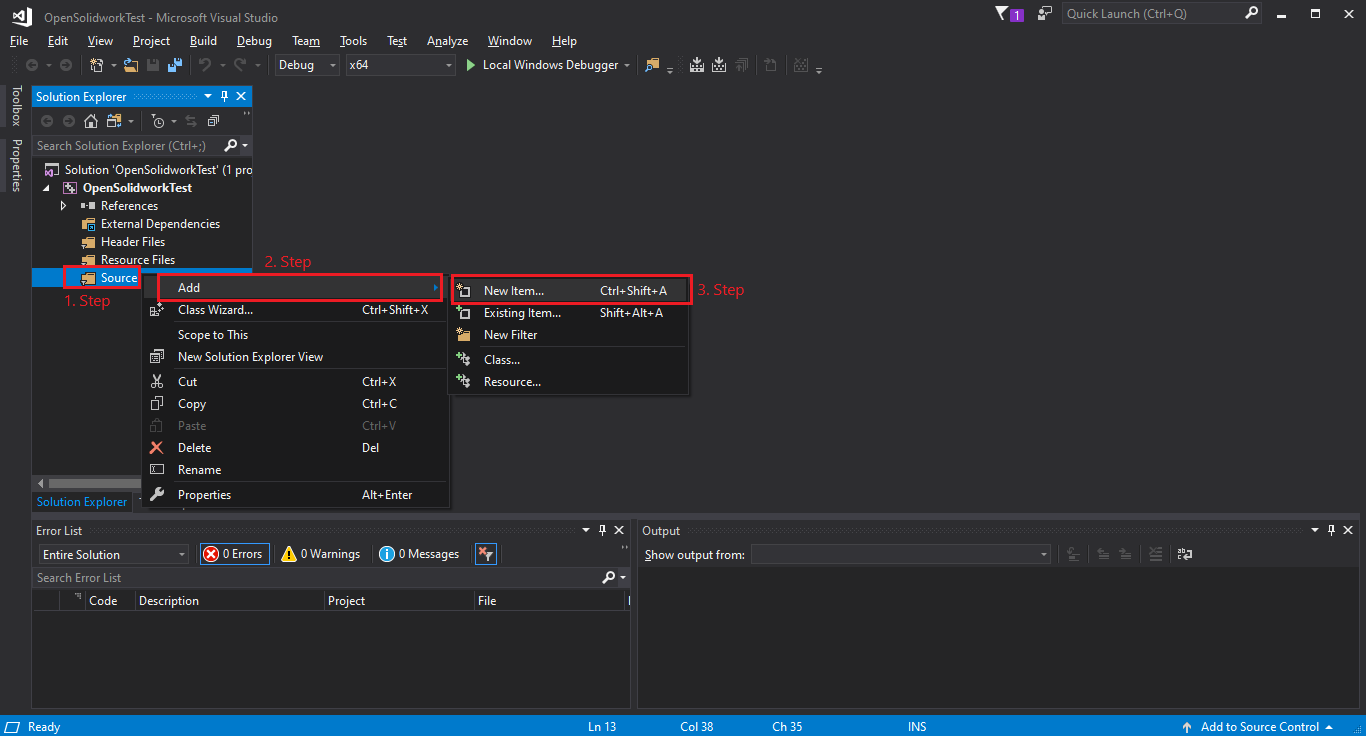 OpenSolidworkTest - Microsoft Visual Studio
1
Quick Launch (Ctrl+Q)
File Edit View Project Build Debug Team Tools Test Analyze Window Help
Debug x64 Local Windows Debugger
Toolbox
Properties
Solution Explorer
Search Solution Explorer (Ctrl+;)
Solution 'OpenSolidworkTest' (1 pro
OpenSolidworkTest
References
External Dependencies
Header Files
Resource Files
Source
1. Step
2. Step
3. Step
Add
Class Wizard... Ctrl+Shift+X
Scope to This
New Solution Explorer View
Cut Ctrl+X
Copy Ctrl+C
Paste Ctrl+V
Delete Del
Rename
Properties Alt+Enter
New Item... Ctrl+Shift+A
Existing Item... Shift+Alt+A
New Filter
Class...
Resource...
Solution Explorer
Error List
Entire Solution 0 Errors 0 Warnings 0 Messages
Search Error List
Code Description Project File
Output
Show output from:
Ready Ln 13 Col 38 Ch 35 INS Add to Source Control